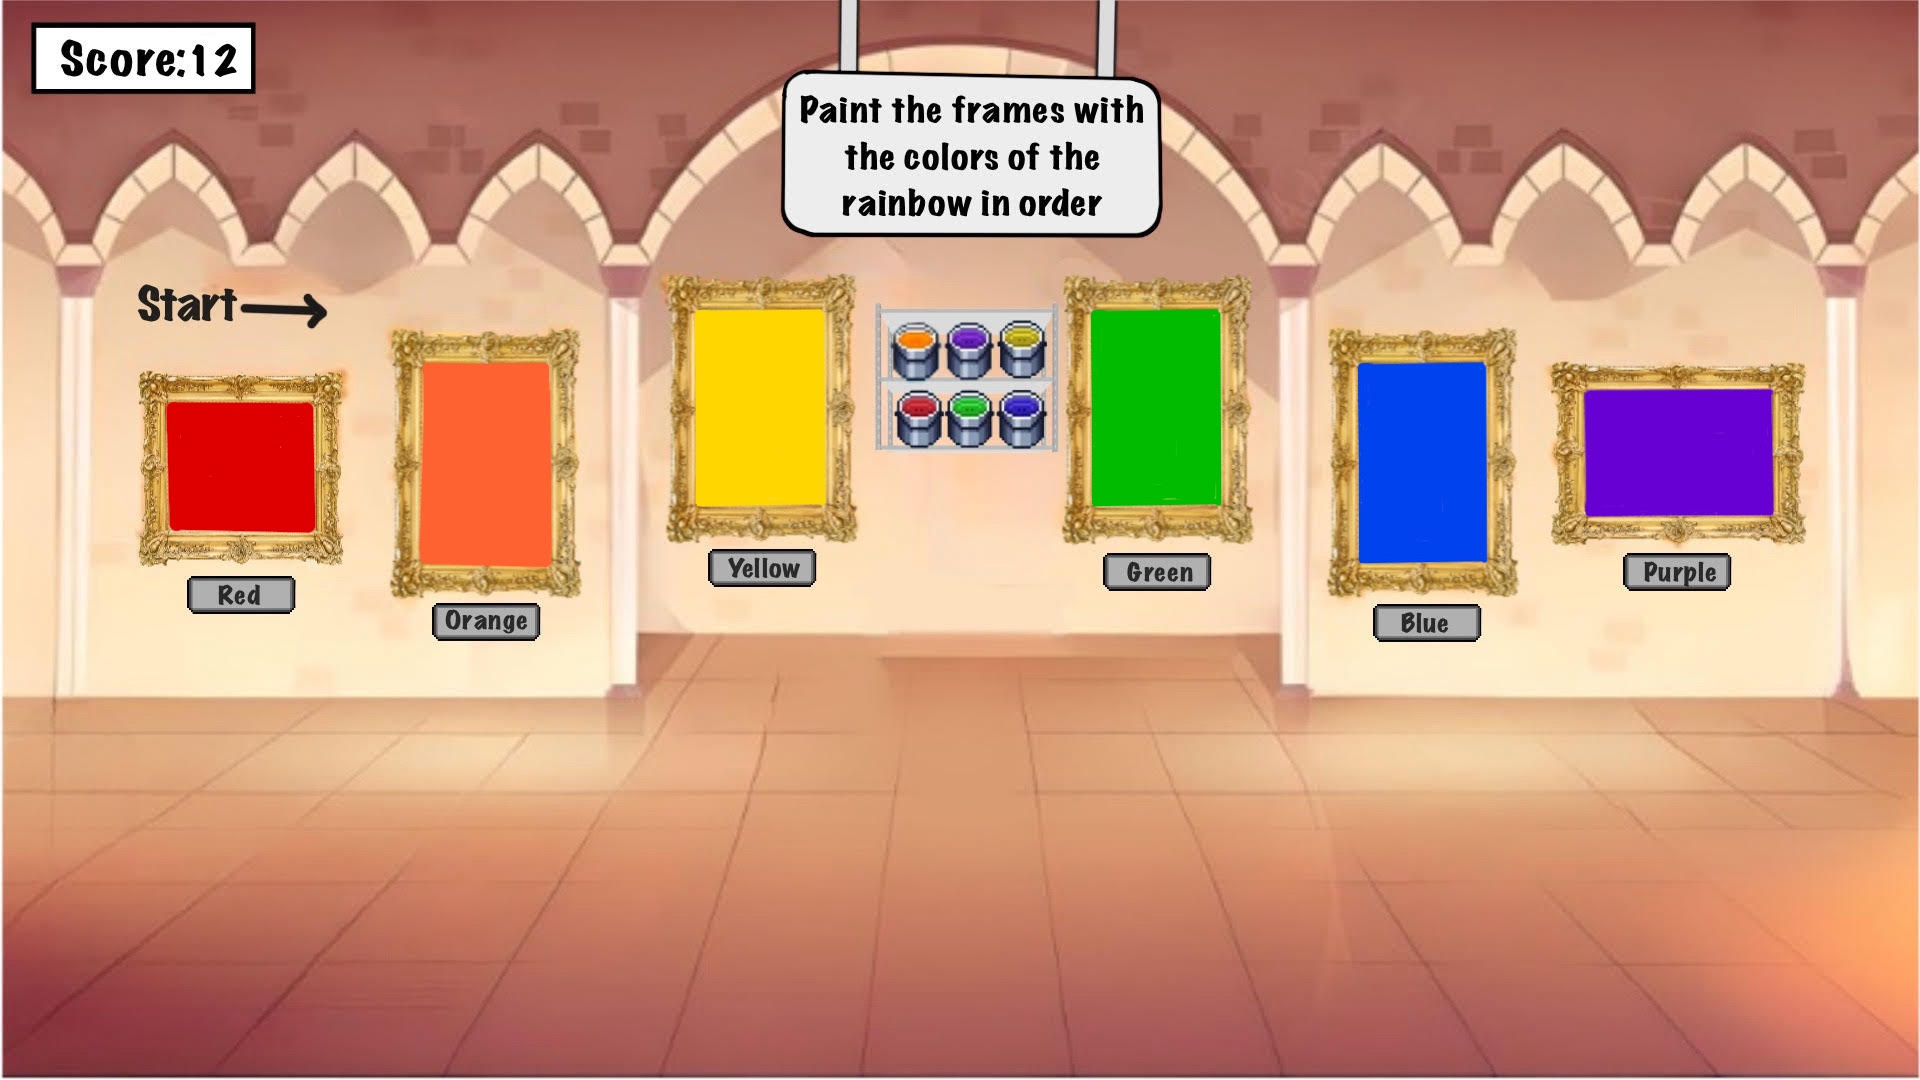 Score:12
Paint the frames with
the colors of the
rainbow in order
Start
Red
Orange
Yellow
Green
Blue
Purple